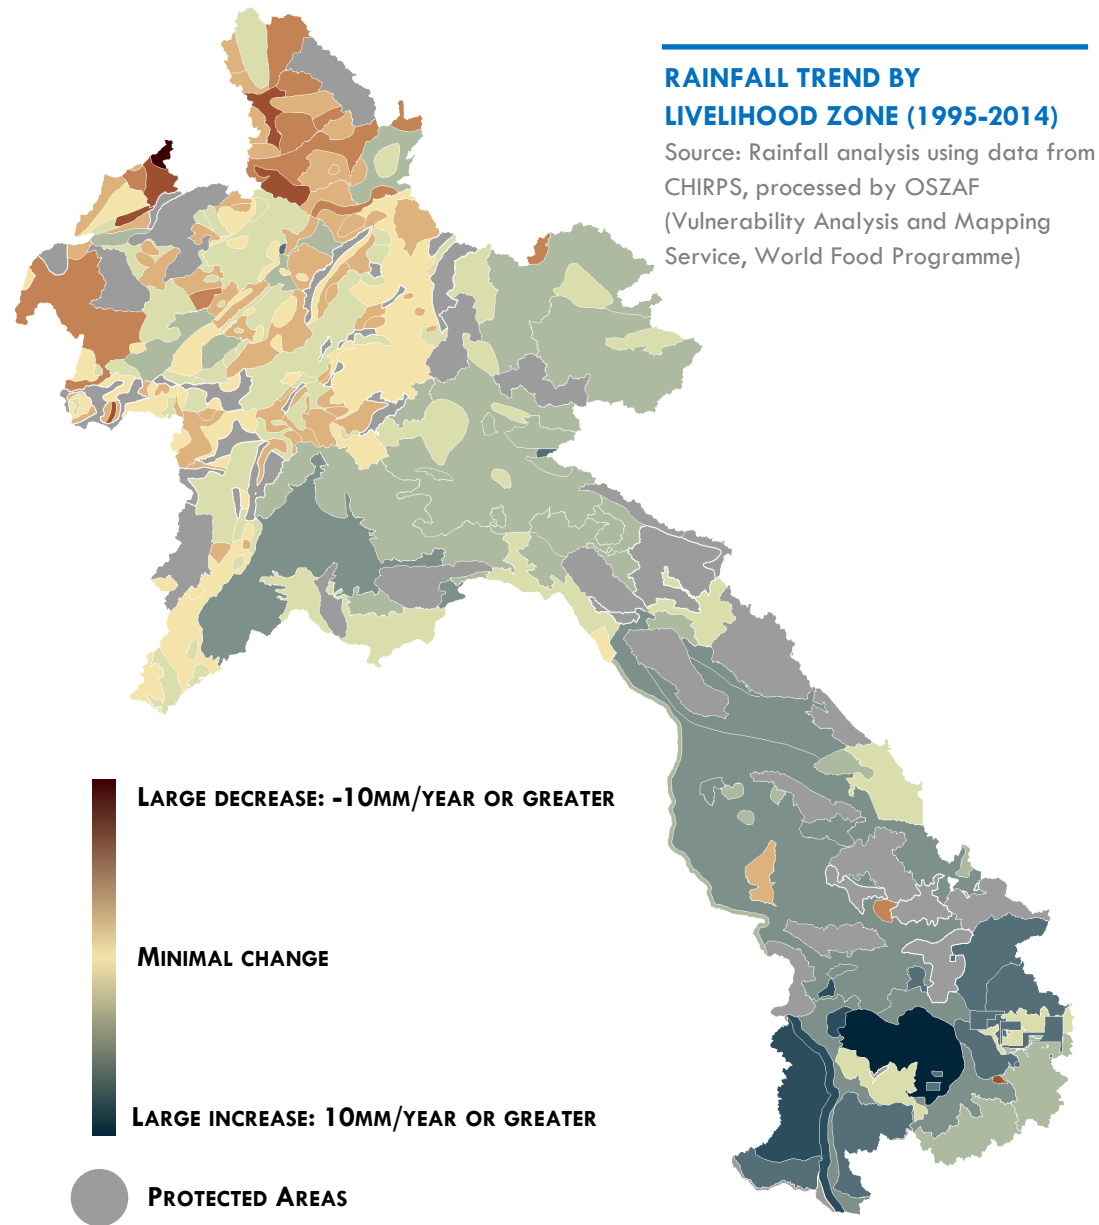 RAINFALL TREND BY
LIVELIHOOD ZONE (1995-2014)
Source: Rainfall analysis using data from
CHIRPS, processed by OSZAF
(Vulnerability Analysis and Mapping
Service, World Food Programme)
LARGE DECREASE: -10MM/YEAR OR GREATER
MINIMAL CHANGE
LARGE INCREASE: 10MM/YEAR OR GREATER
PROTECTED AREAS